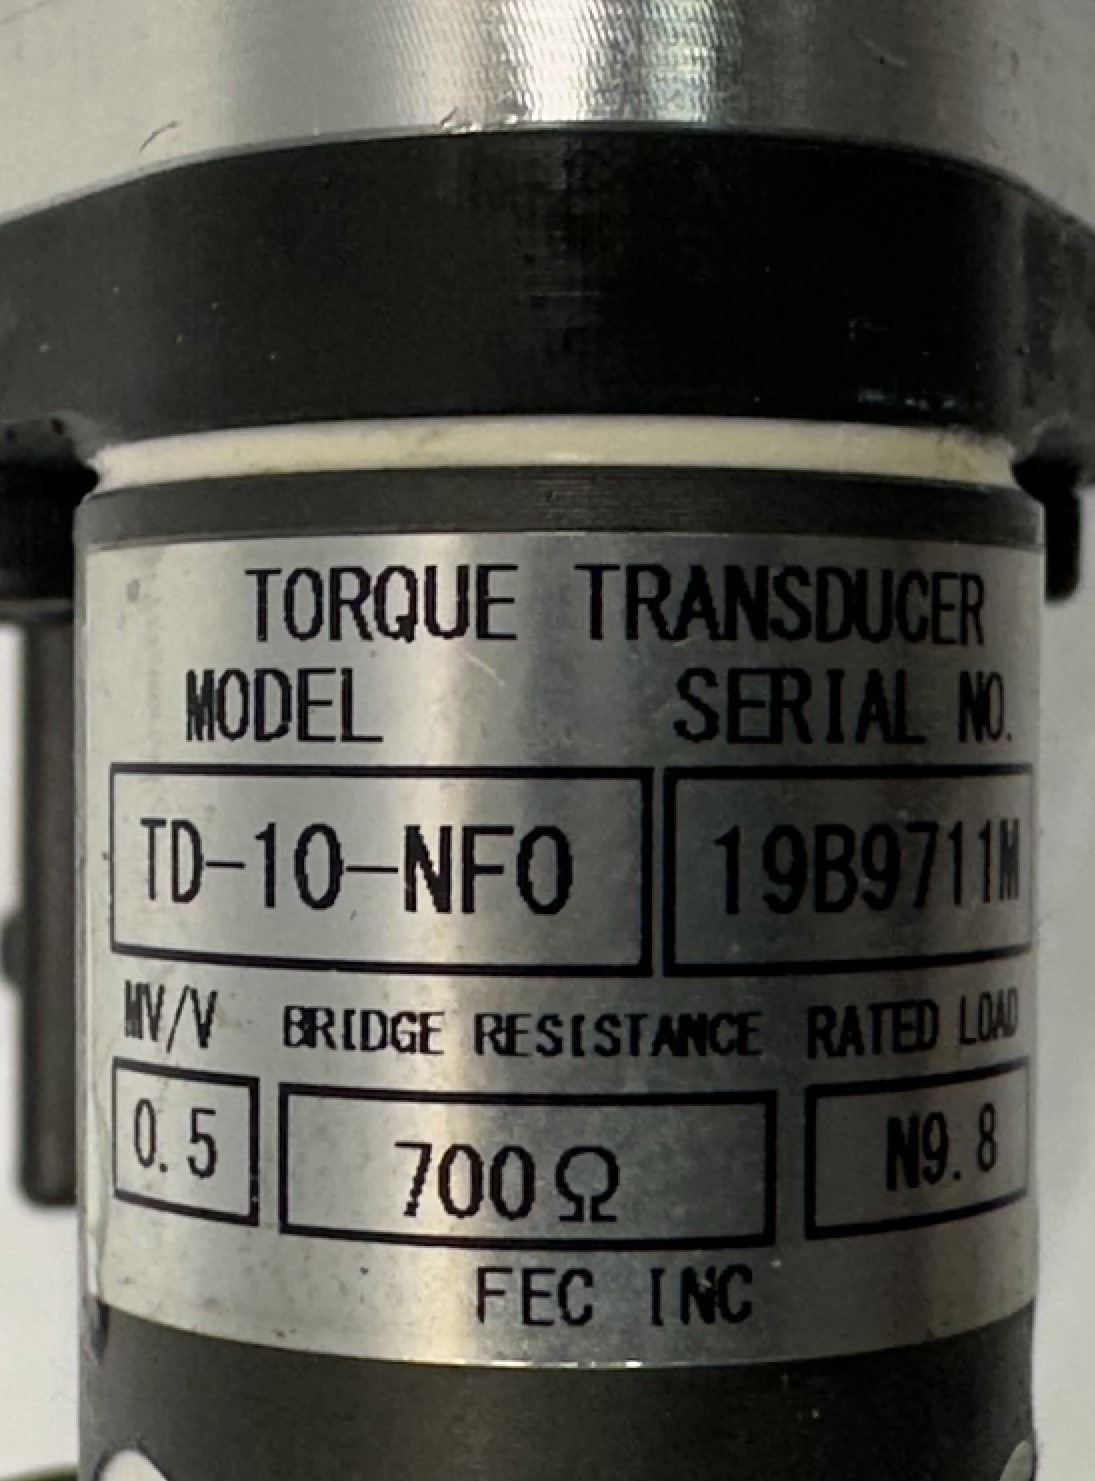 TORQUE TRANSDUCER
MODEL SERIAL NO.
TD-10-NFO 19B9711M
MV/V BRIDGE RESISTANCE RATED LOAD
0.5 700Ω N9.8
FEC INC